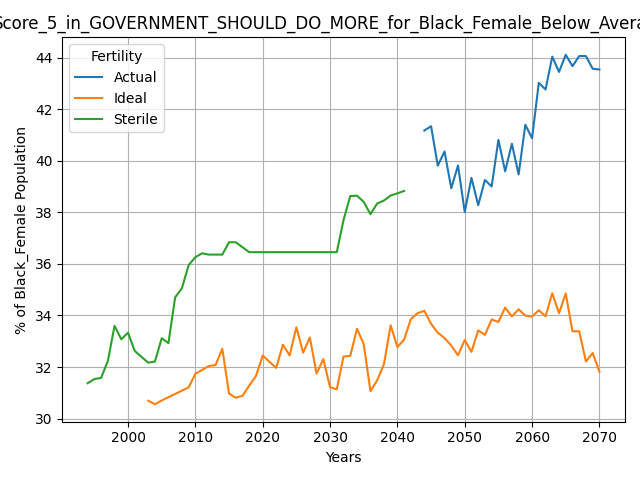 Score_5_in_GOVERNMENT_SHOULD_DO_MORE_for_Black_Female_Below_Avera
Fertility
Actual
Ideal
Sterile
% of Black_Female Population
44
42
40
38
36
34
32
30
2000 2010 2020 2030 2040 2050 2060 2070
Years